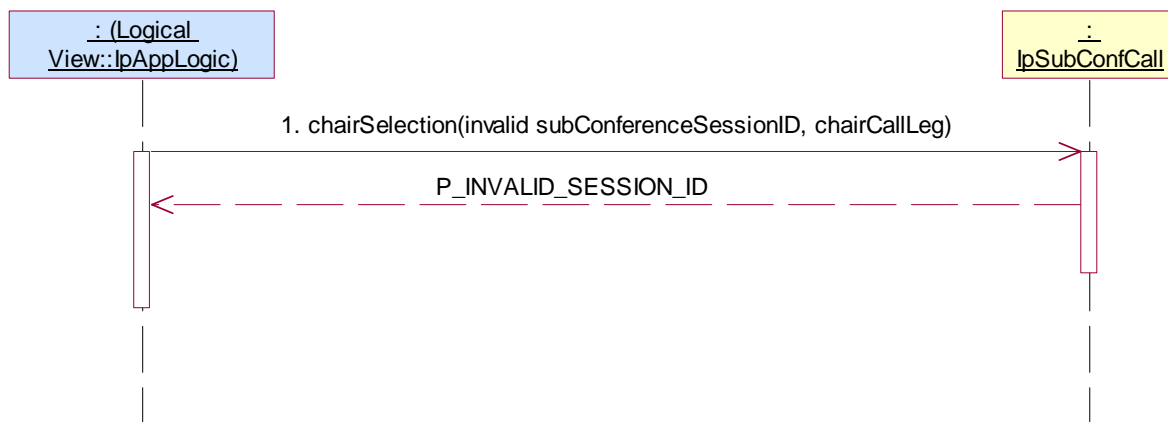 : (Logical
View::IpAppLogic)
:
IpSubConfCall
1. chairSelection(invalid subConferenceSessionID, chairCallLeg)
P_INVALID_SESSION_ID